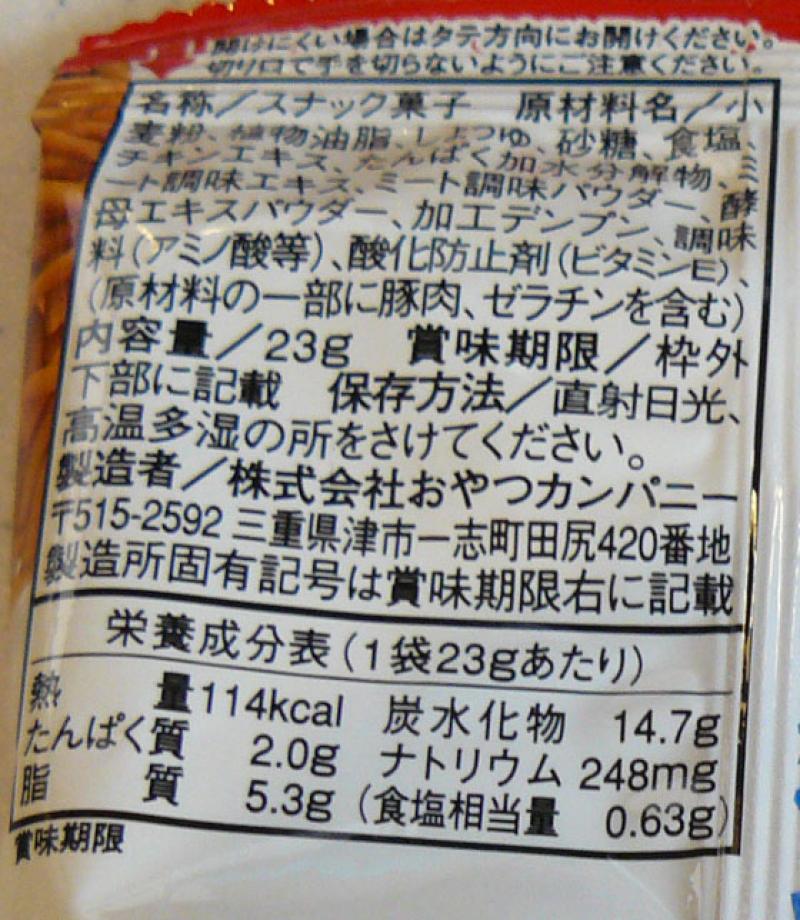 開けにくい場合はタテ方向にお開けください。
切り口で手を切らないようにご注意ください。
名称／スナック菓子　原材料名／小
麦粉、植物油脂、しょうゆ、砂糖、食塩、
チキンエキス、たんぱく加水分解物、ミ
ート調味エキス、ミート調味パウダー、酵
母エキスパウダー、加工デンプン、調味
料（アミノ酸等）、酸化防止剤（ビタミンE）、
（原材料の一部に豚肉、ゼラチンを含む）
内容量／23g　賞味期限／枠外
下部に記載　保存方法／直射日光、
高温多湿の所をさけてください。
製造者／株式会社おやつカンパニー
〒515-2592 三重県津市一志町田尻420番地
製造所固有記号は賞味期限右に記載
栄養成分表（1袋23gあたり）
熱量 114kcal 炭水化物 14.7g
たんぱく質 2.0g ナトリウム 248mg
脂質 5.3g（食塩相当量 0.63g）
賞味期限